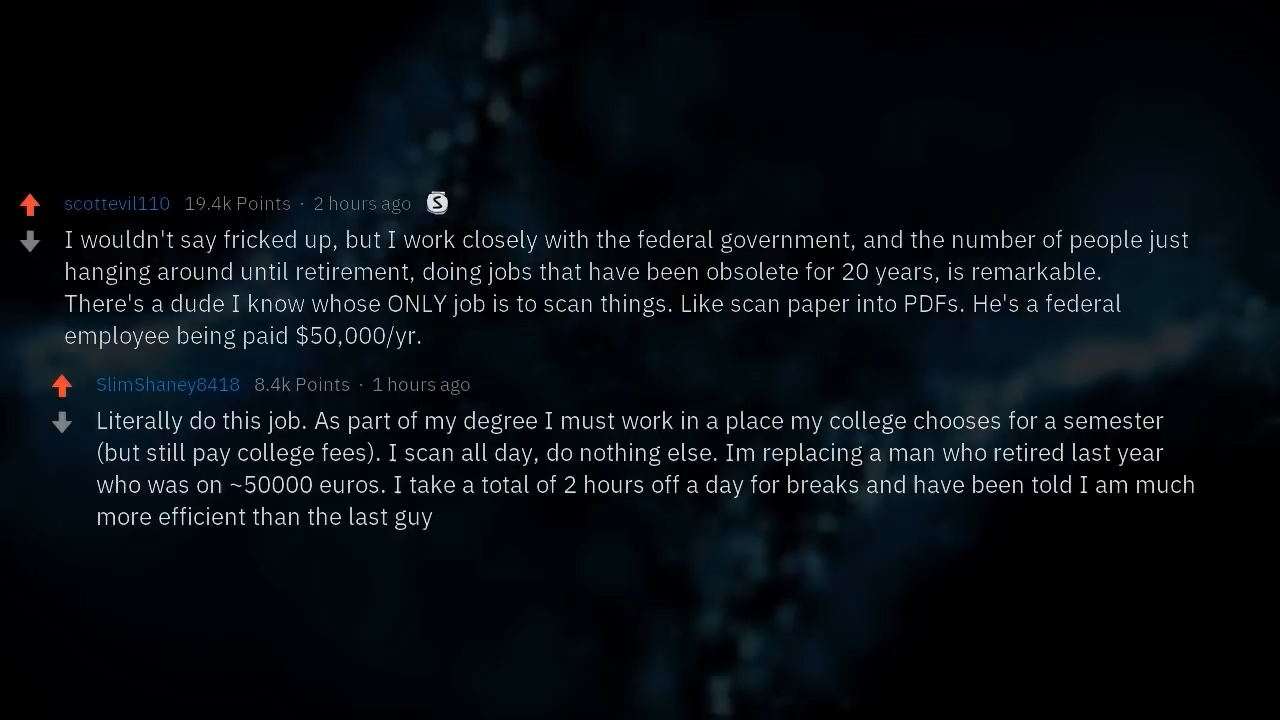 scottevil110 19.4k Points · 2 hours ago S
I wouldn't say fricked up, but I work closely with the federal government, and the number of people just
hanging around until retirement, doing jobs that have been obsolete for 20 years, is remarkable.
There's a dude I know whose ONLY job is to scan things. Like scan paper into PDFs. He's a federal
employee being paid $50,000/yr.
SlimShaney8418 8.4k Points · 1 hours ago
Literally do this job. As part of my degree I must work in a place my college chooses for a semester
(but still pay college fees). I scan all day, do nothing else. Im replacing a man who retired last year
who was on ~50000 euros. I take a total of 2 hours off a day for breaks and have been told I am much
more efficient than the last guy